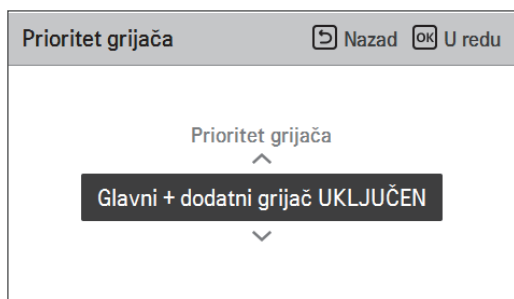 Prioritet grijača Nazad OK U redu
Prioritet grijača
Glavni + dodatni grijač UKLJUČEN